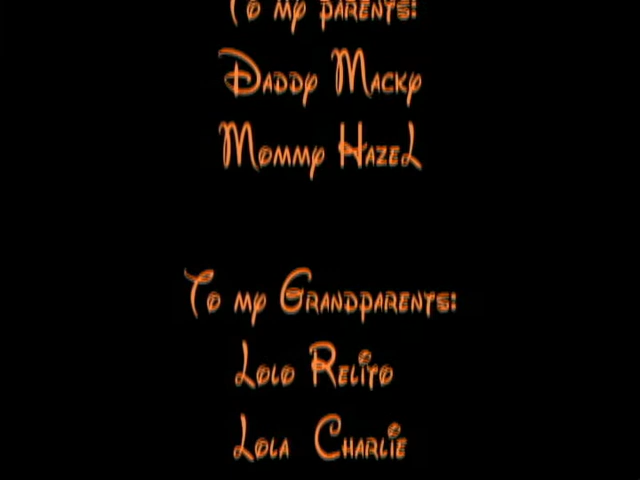 To my parents:
Daddy Macky
Mommy Hazel
To my Grandparents:
Lolo Relito
Lola Charlie